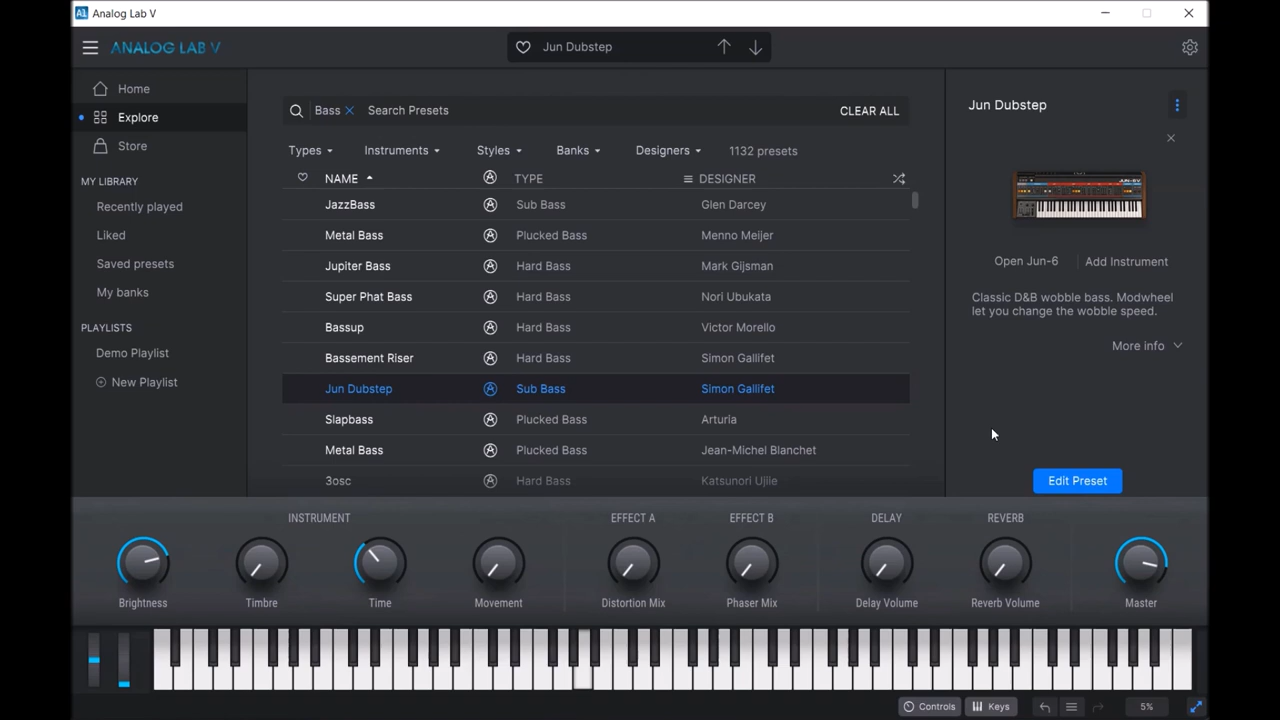 Analog Lab V
ANALOG LAB V
Jun Dubstep
Home
Explore
Store
MY LIBRARY
Recently played
Liked
Saved presets
My banks
PLAYLISTS
Demo Playlist
New Playlist
Bass Search Presets CLEAR ALL
Types Instruments Styles Banks Designers 1132 presets
NAME TYPE DESIGNER
JazzBass Sub Bass Glen Darcey
Metal Bass Plucked Bass Menno Meijer
Jupiter Bass Hard Bass Mark Gijsman
Super Phat Bass Hard Bass Nori Ubukata
Bassup Hard Bass Victor Morello
Bassement Riser Hard Bass Simon Gallifet
Jun Dubstep Sub Bass Simon Gallifet
Slapbass Plucked Bass Arturia
Metal Bass Plucked Bass Jean-Michel Blanchet
3osc Hard Bass Katsunori Ujiie
Jun Dubstep
Open Jun-6 Add Instrument
Classic D&B wobble bass. Modwheel
let you change the wobble speed.
More info
Edit Preset
INSTRUMENT EFFECT A EFFECT B DELAY REVERB
Brightness Timbre Time Movement Distortion Mix Phaser Mix Delay Volume Reverb Volume Master
Controls Keys 5%